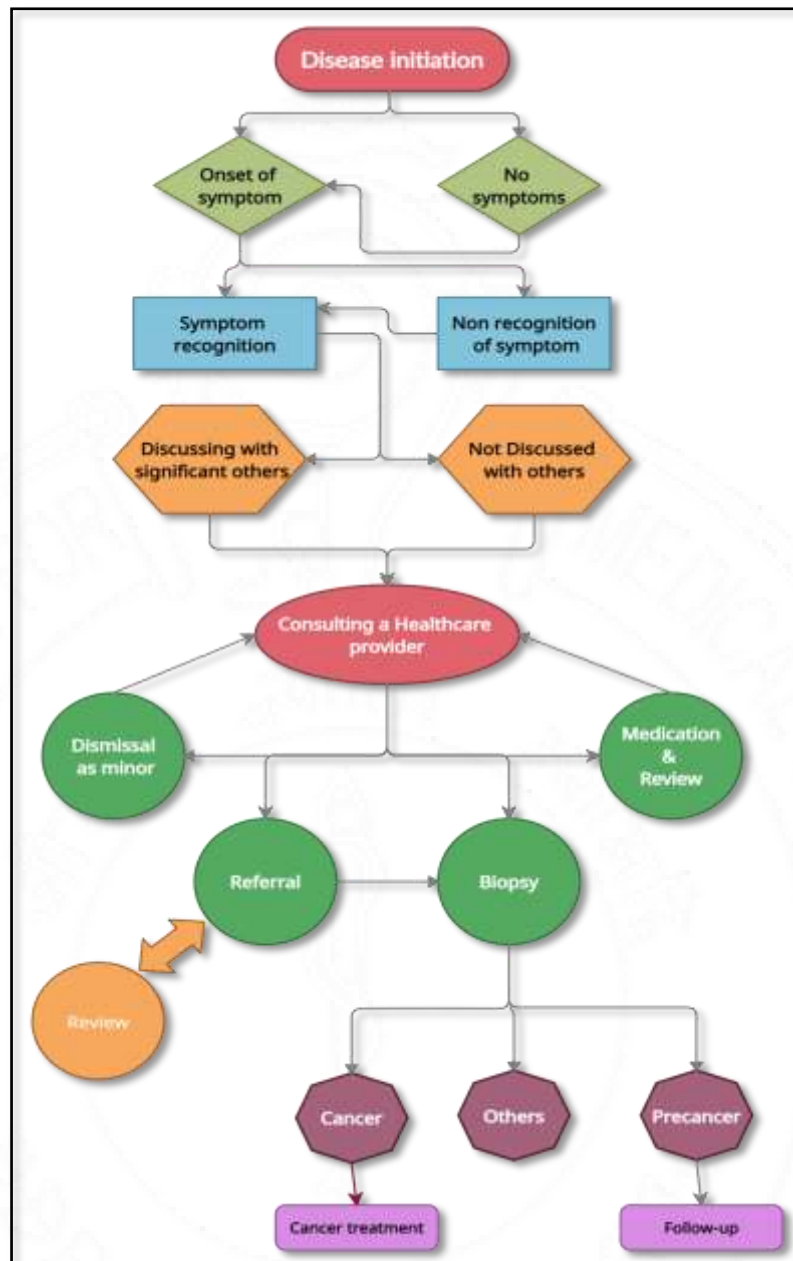 Disease initiation
Onset of
symptom
No
symptoms
Symptom
recognition
Non recognition
of symptom
Discussing with
significant others
Not Discussed
with others
Consulting a Healthcare
provider
Dismissal
as minor
Medication
&
Review
Referral
Biopsy
Review
Cancer
Others
Precancer
Cancer treatment
Follow-up